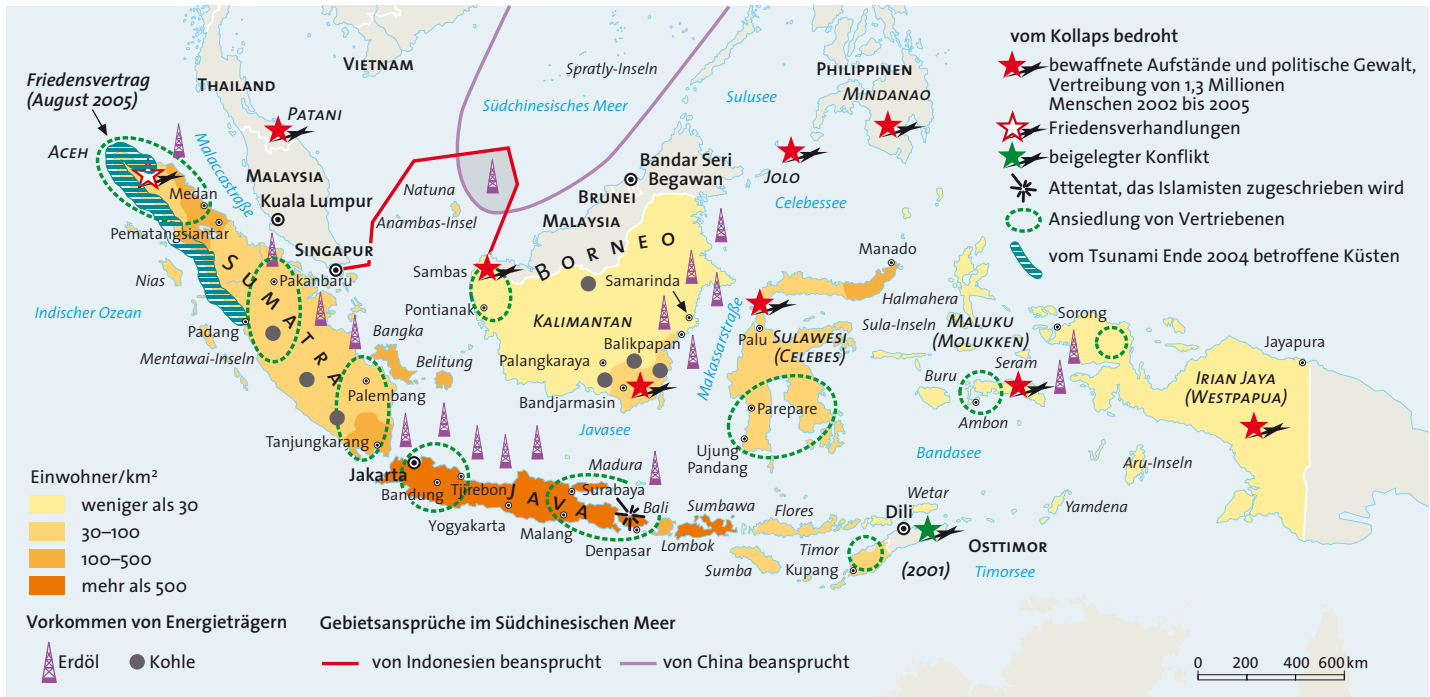 Friedensvertrag
(August 2005)
ACEH
THAILAND
VIETNAM
PATANI
Malaccastraße
MALAYSIA
Kuala Lumpur
SINGAPUR
Medan
Pematangsiantar
Nias
Indischer Ozean
Padang
Mentawai-Inseln
SUMATRA
Pakanbaru
Bangka
Belitung
Palembang
Tanjungkarang
Spratly-Inseln
Südchinesisches Meer
Natuna
Anambas-Insel
Sambas
Pontianak
Bandar Seri
Begawan
BRUNEI
MALAYSIA
BORNEO
Samarinda
KALIMANTAN
Balikpapan
Palangkaraya
Bandjarmasin
Javasee
Makassarstraße
Sulusee
PHILIPPINEN
MINDANAO
JOLO
Celebessee
Manado
Halmahera
Sula-Inseln
MALUKU
(MOLUKKEN)
Palu
SULAWESI
(CELEBES)
Parepare
Ujung
Pandang
Buru
Seram
Ambon
Bandasee
Sorong
Jayapura
IRIAN JAYA
(WESTPAPUA)
Aru-Inseln
Yamdena
Jakarta
Bandung
Tjirebon
JAVA
Madura
Surabaya
Yogyakarta
Malang
Bali
Denpasar
Lombok
Sumbawa
Sumba
Flores
Timor
Kupang
Wetar
Dili
OSTTIMOR
(2001)
Timorsee
vom Kollaps bedroht
bewaffnete Aufstände und politische Gewalt,
Vertreibung von 1,3 Millionen
Menschen 2002 bis 2005
Friedensverhandlungen
beigelegter Konflikt
Attentat, das Islamisten zugeschrieben wird
Ansiedlung von Vertriebenen
vom Tsunami Ende 2004 betroffene Küsten
Einwohner/km²
weniger als 30
30–100
100–500
mehr als 500
Vorkommen von Energieträgern
Erdöl
Kohle
Gebietsansprüche im Südchinesischen Meer
von Indonesien beansprucht
von China beansprucht
0 200 400 600 km